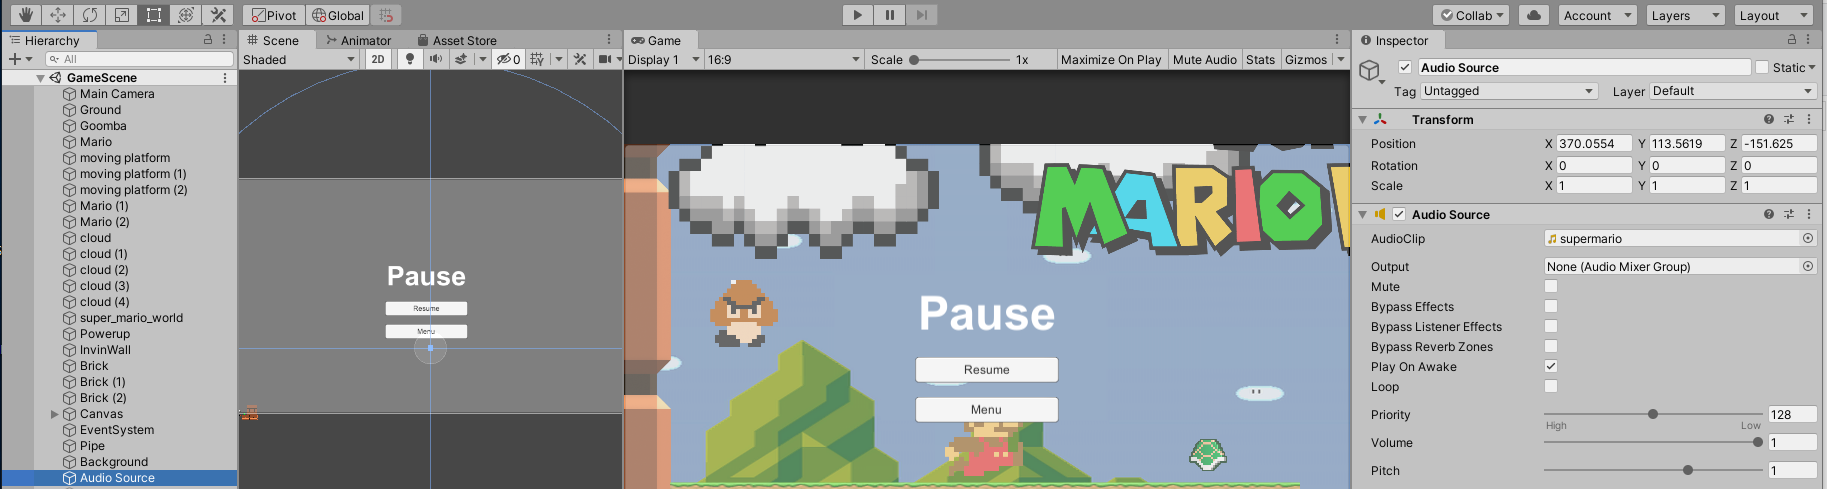 Pivot Global Collab Account Layers Layout
Hierarchy
All
GameScene
Main Camera
Ground
Goomba
Mario
moving platform
moving platform (1)
moving platform (2)
Mario (1)
Mario (2)
cloud
cloud (1)
cloud (2)
cloud (3)
cloud (4)
super_mario_world
Powerup
InvinWall
Brick
Brick (1)
Brick (2)
Canvas
EventSystem
Pipe
Background
Audio Source
Scene Animator Asset Store
Shaded 2D 0
Pause
Resume
Menu
Game
Display 1 16:9 Scale 1x Maximize On Play Mute Audio Stats Gizmos
MARIO
Pause
Resume
Menu
Inspector
Audio Source Static
Tag Untagged Layer Default
Transform
Position X 370.0554 Y 113.5619 Z -151.625
Rotation X 0 Y 0 Z 0
Scale X 1 Y 1 Z 1
Audio Source
AudioClip supermario
Output None (Audio Mixer Group)
Mute
Bypass Effects
Bypass Listener Effects
Bypass Reverb Zones
Play On Awake
Loop
Priority 128
High Low
Volume 1
Pitch 1